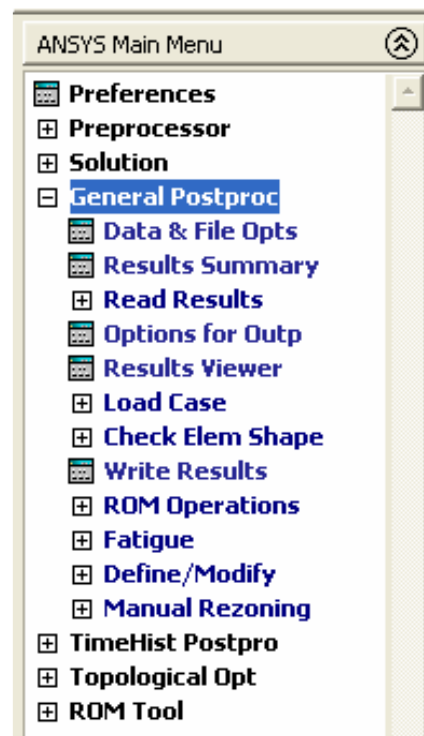 ANSYS Main Menu
Preferences
Preprocessor
Solution
General Postproc
Data & File Opts
Results Summary
Read Results
Options for Outp
Results Viewer
Load Case
Check Elem Shape
Write Results
ROM Operations
Fatigue
Define/Modify
Manual Rezoning
TimeHist Postpro
Topological Opt
ROM Tool